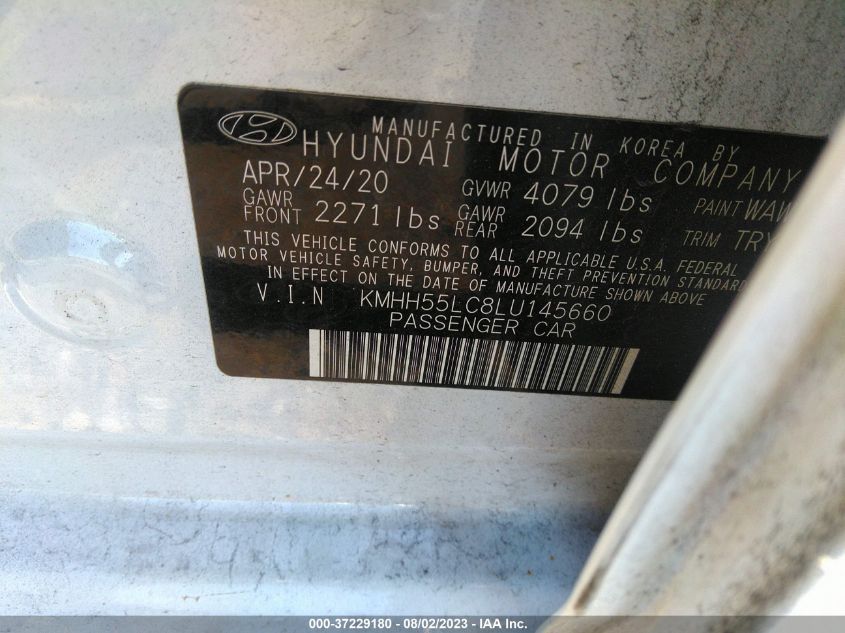 MANUFACTURED IN KOREA BY
HYUNDAI MOTOR COMPANY
APR/24/20 GVWR 4079 lbs PAINT WAW
GAWR FRONT 2271 lbs GAWR REAR 2094 lbs TRIM TRY
THIS VEHICLE CONFORMS TO ALL APPLICABLE U.S.A. FEDERAL
MOTOR VEHICLE SAFETY, BUMPER, AND THEFT PREVENTION STANDARD
IN EFFECT ON THE DATE OF MANUFACTURE SHOWN ABOVE
V.I.N KMHH55LC8LU145660
PASSENGER CAR
000-37229180 - 08/02/2023 - IAA Inc.